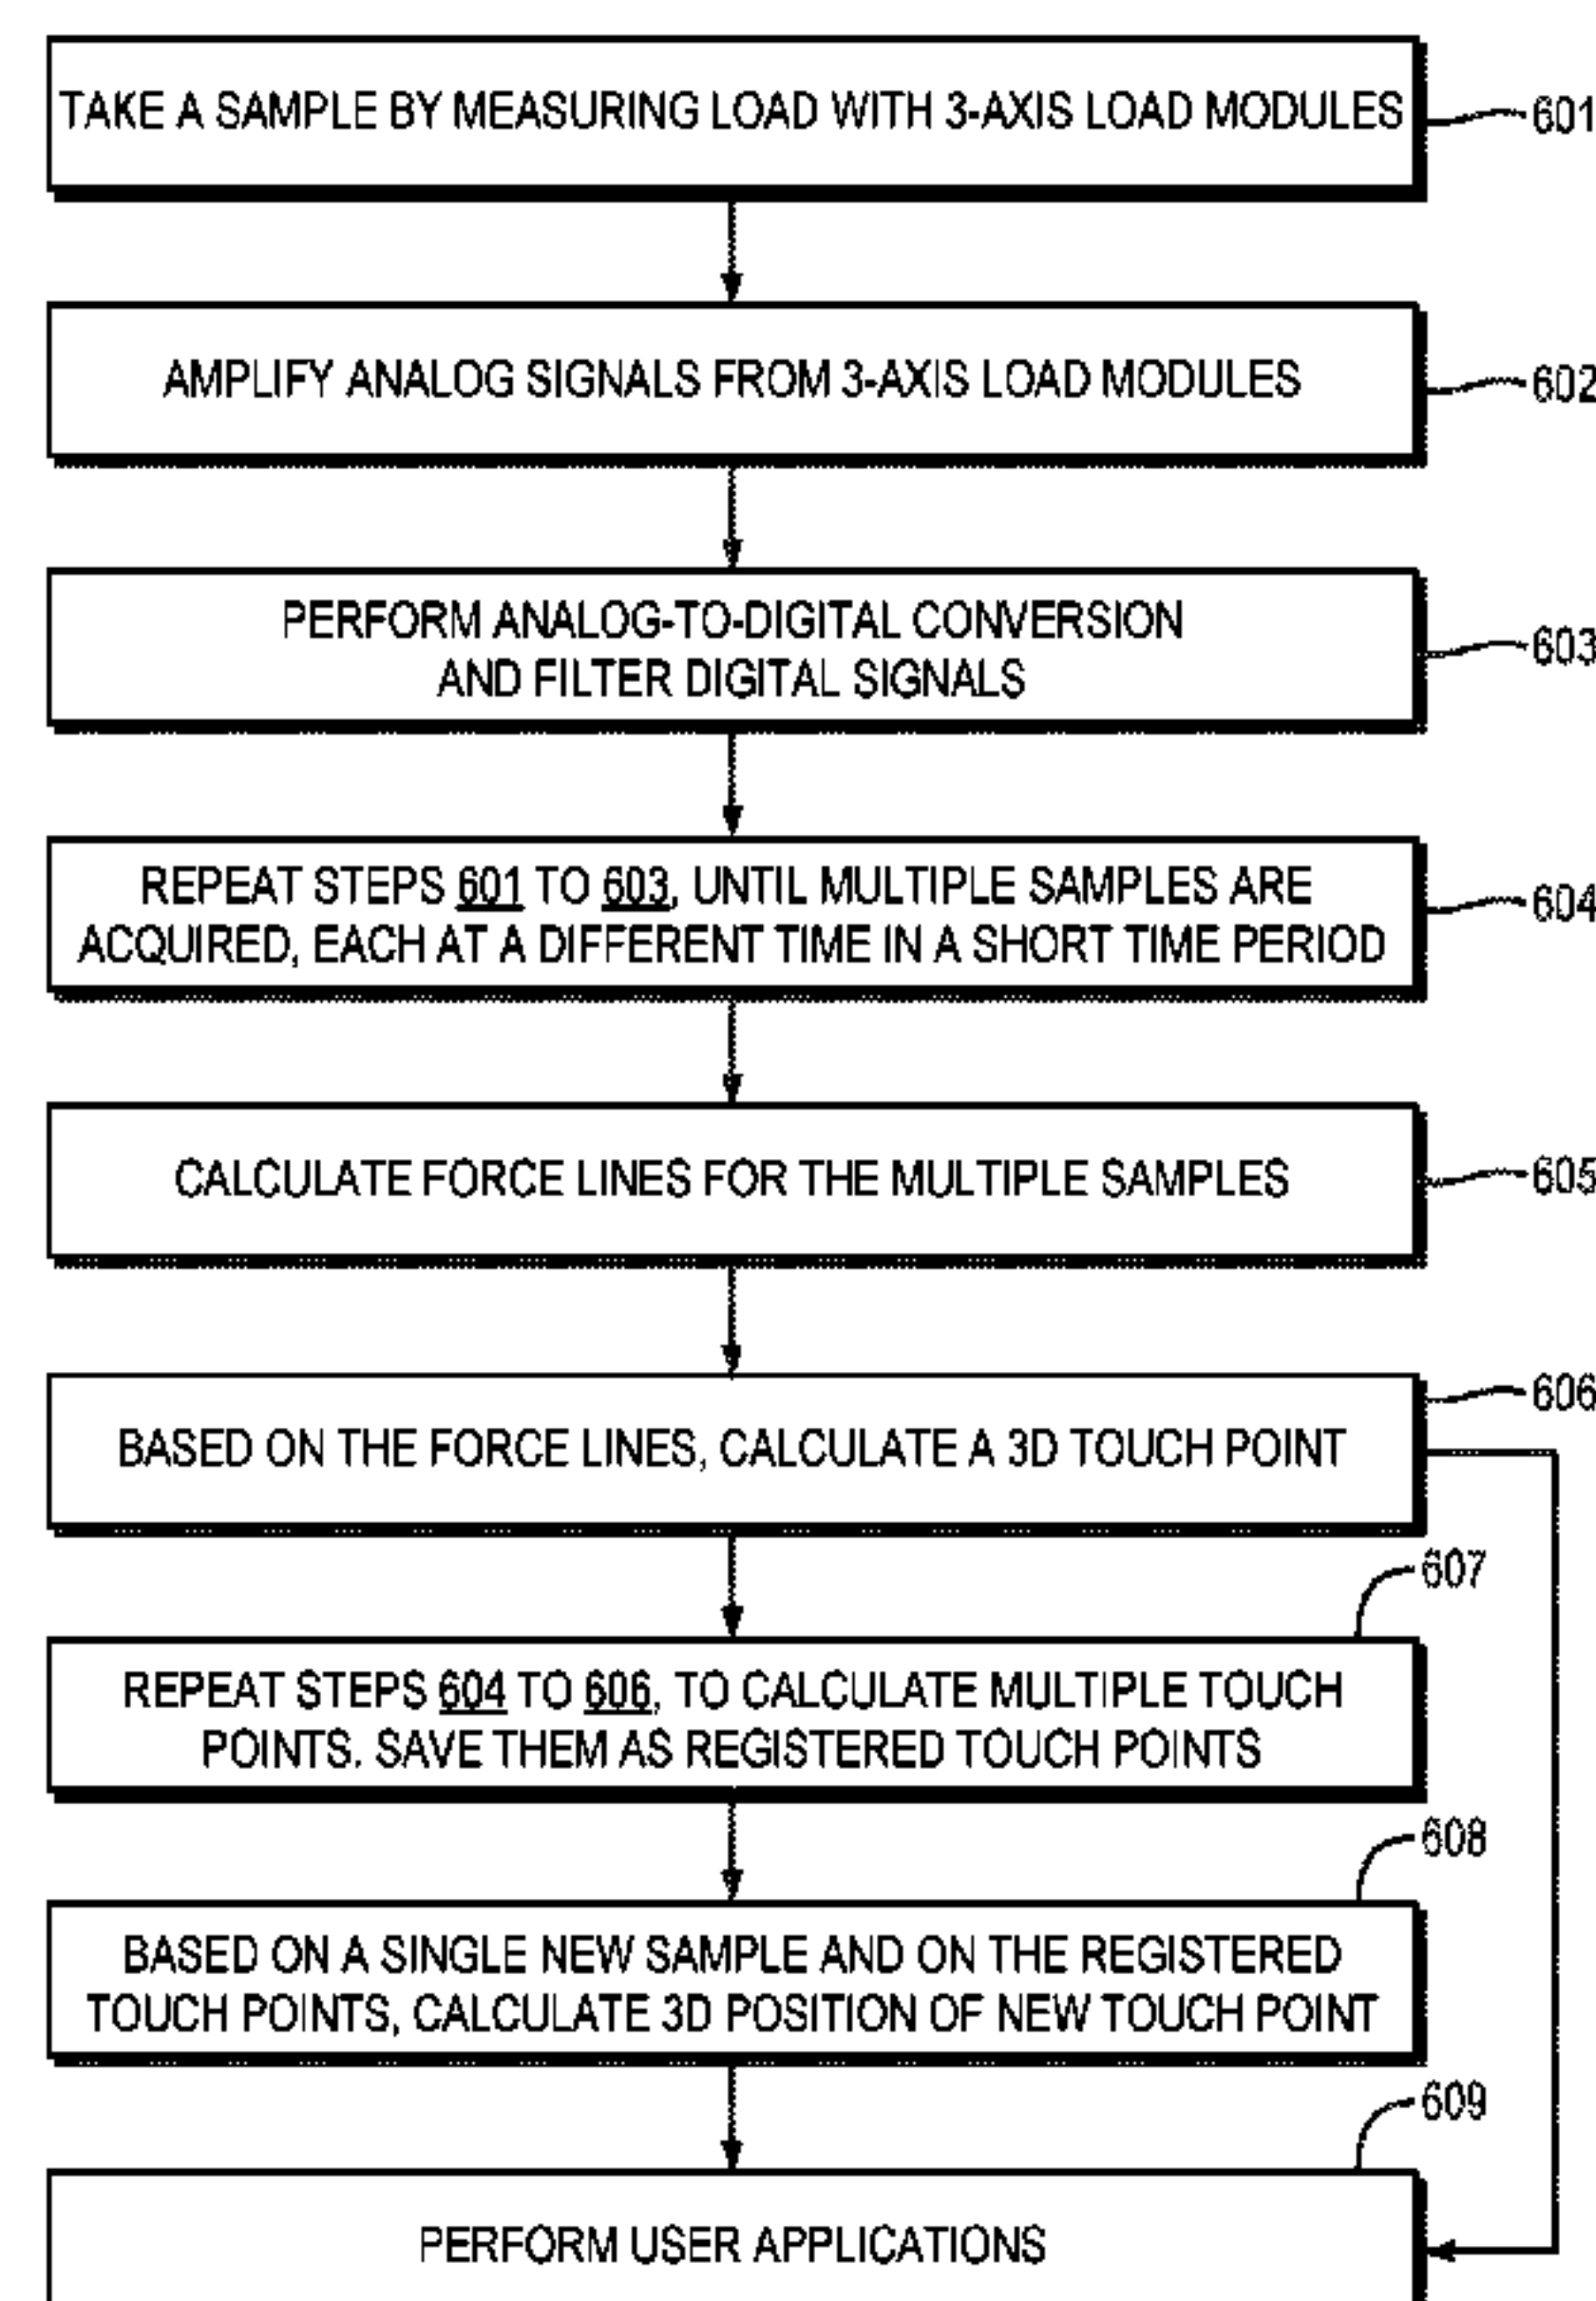 TAKE A SAMPLE BY MEASURING LOAD WITH 3-AXIS LOAD MODULES
601
AMPLIFY ANALOG SIGNALS FROM 3-AXIS LOAD MODULES
602
PERFORM ANALOG-TO-DIGITAL CONVERSION
AND FILTER DIGITAL SIGNALS
603
REPEAT STEPS 601 TO 603, UNTIL MULTIPLE SAMPLES ARE
ACQUIRED, EACH AT A DIFFERENT TIME IN A SHORT TIME PERIOD
604
CALCULATE FORCE LINES FOR THE MULTIPLE SAMPLES
605
BASED ON THE FORCE LINES, CALCULATE A 3D TOUCH POINT
606
607
REPEAT STEPS 604 TO 606, TO CALCULATE MULTIPLE TOUCH
POINTS. SAVE THEM AS REGISTERED TOUCH POINTS
608
BASED ON A SINGLE NEW SAMPLE AND ON THE REGISTERED
TOUCH POINTS, CALCULATE 3D POSITION OF NEW TOUCH POINT
609
PERFORM USER APPLICATIONS